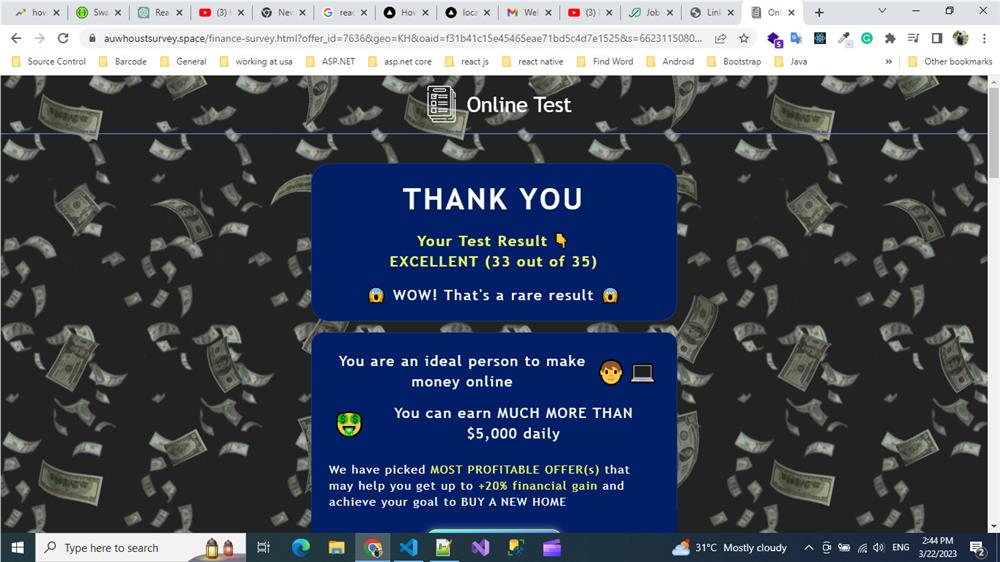 how
Swa
Rea
(3) H
Nev
reac
How
loca
Wel
(3) (
Job
Link
Onli
auwhoustsurvey.space/finance-survey.html?offer_id=7636&geo=KH&oaid=f31b41c15e45465eae71bd5c4d7e1525&s=6623115080...
Source Control
Barcode
General
working at usa
ASP.NET
asp.net core
react js
react native
Find Word
Android
Bootstrap
Java
»
Other bookmarks
Online Test
THANK YOU
Your Test Result 👇
EXCELLENT (33 out of 35)
😱 WOW! That's a rare result 😱
You are an ideal person to make
money online
You can earn MUCH MORE THAN
$5,000 daily
We have picked MOST PROFITABLE OFFER(s) that
may help you get up to +20% financial gain and
achieve your goal to BUY A NEW HOME
Type here to search
31°C Mostly cloudy
ENG
2:44 PM
3/22/2023
2